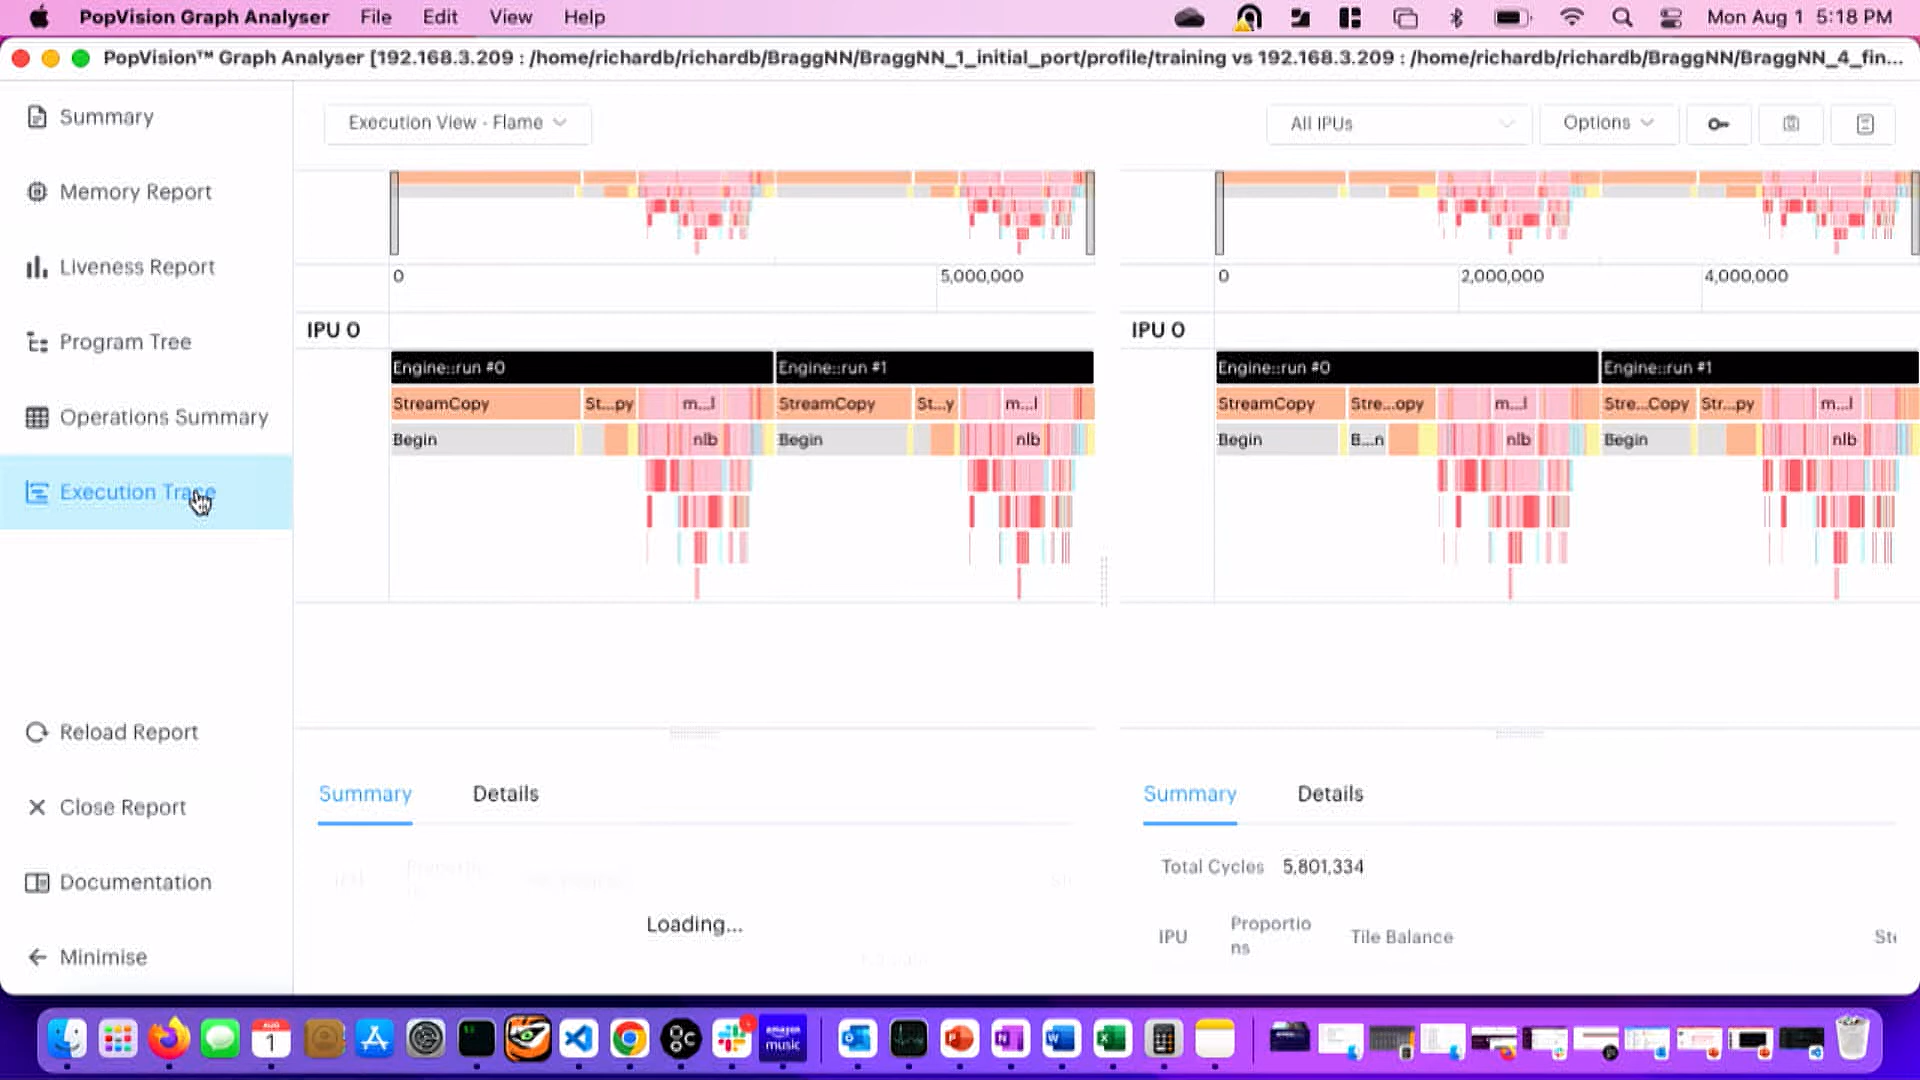 PopVision Graph Analyser File Edit View Help Mon Aug 1 5:18 PM
PopVision™ Graph Analyser [192.168.3.209 : /home/richardb/richardb/BraggNN/BraggNN_1_initial_port/profile/training vs 192.168.3.209 : /home/richardb/richardb/BraggNN/BraggNN_4_fin...
Summary
Memory Report
Liveness Report
Program Tree
Operations Summary
Execution Trace
Reload Report
Close Report
Documentation
Minimise
Execution View - Flame
All IPUs
Options
0 5,000,000
IPU 0
Engine::run #0 Engine::run #1
StreamCopy St...py m...l StreamCopy St...y m...l
Begin nlb Begin nlb
Summary Details
Loading...
0 2,000,000 4,000,000
IPU 0
Engine::run #0 Engine::run #1
StreamCopy Stre...opy m...l Stre...Copy Str...py m...l
Begin B...n nlb Begin nlb
Summary Details
Total Cycles 5,801,334
IPU Proportio
ns Tile Balance Ste
AUG
1
amazon
music